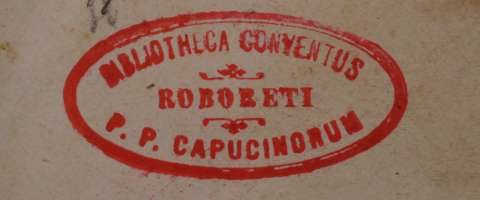 BIBLIOTHECA CONVENTUS
ROBORETI
P. P. CAPUCINORUM